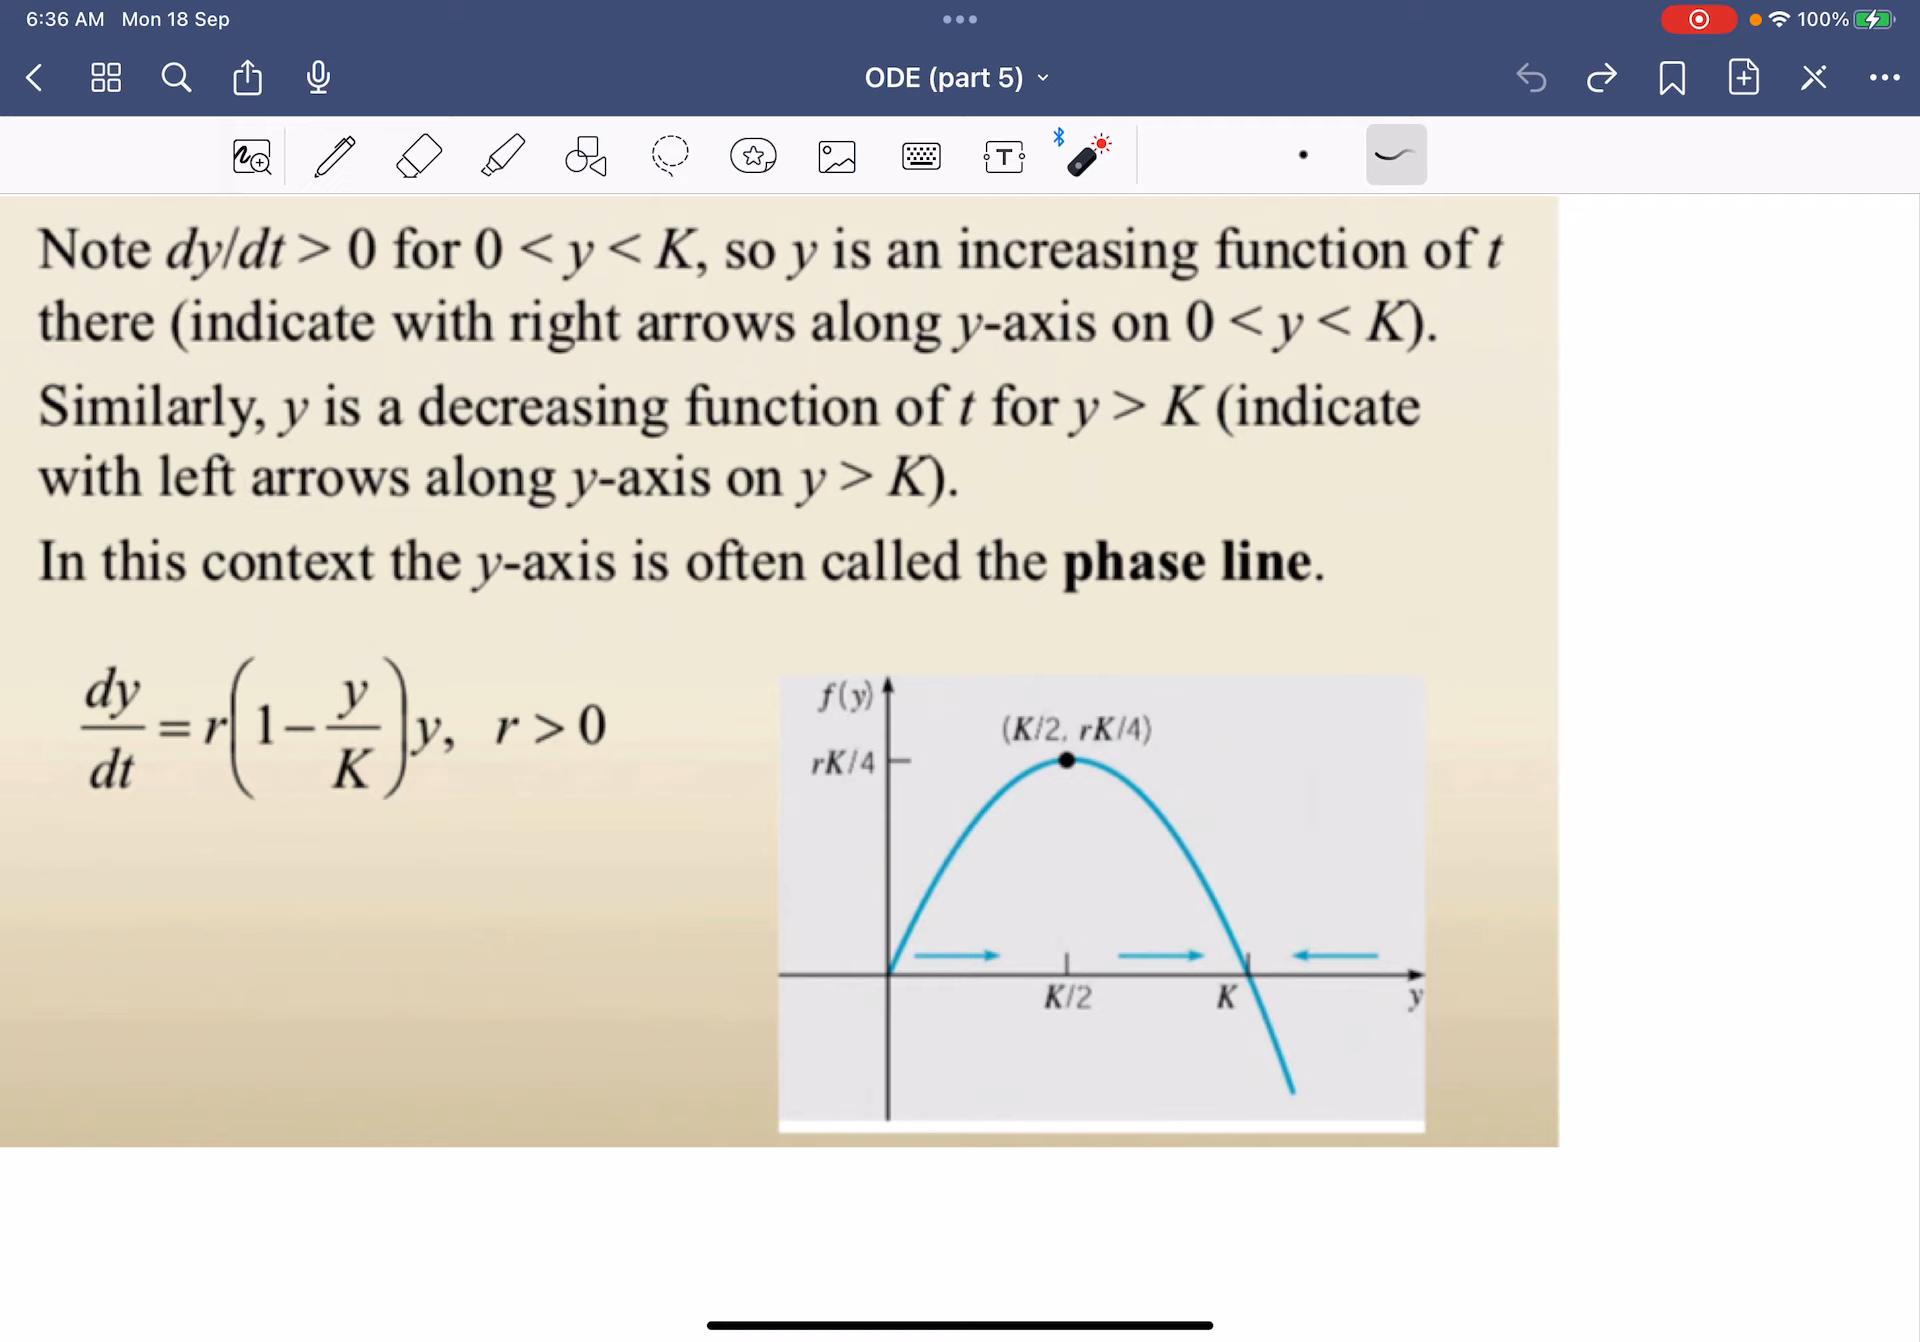 6:36 AM Mon 18 Sep
100%
ODE (part 5)
T
Note dy/dt > 0 for 0 < y < K, so y is an increasing function of t
there (indicate with right arrows along y-axis on 0 < y < K).
Similarly, y is a decreasing function of t for y > K (indicate
with left arrows along y-axis on y > K).
In this context the y-axis is often called the phase line.
dy/dt = r(1 − y/K)y, r > 0
f(y)
(K/2, rK/4)
rK/4
K/2
K
y